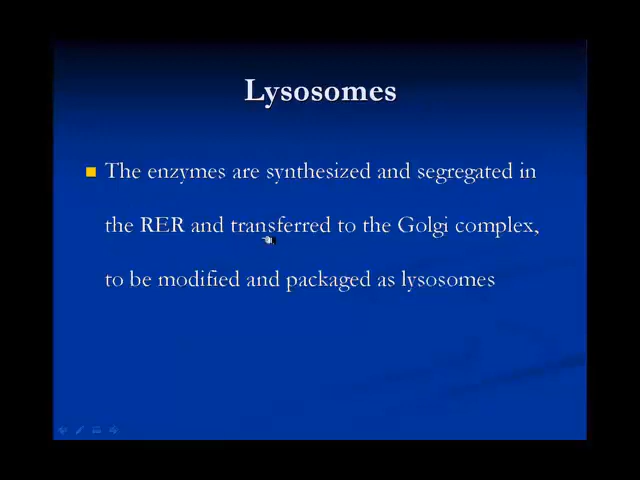 Lysosomes
The enzymes are synthesized and segregated in
the RER and transferred to the Golgi complex,
to be modified and packaged as lysosomes